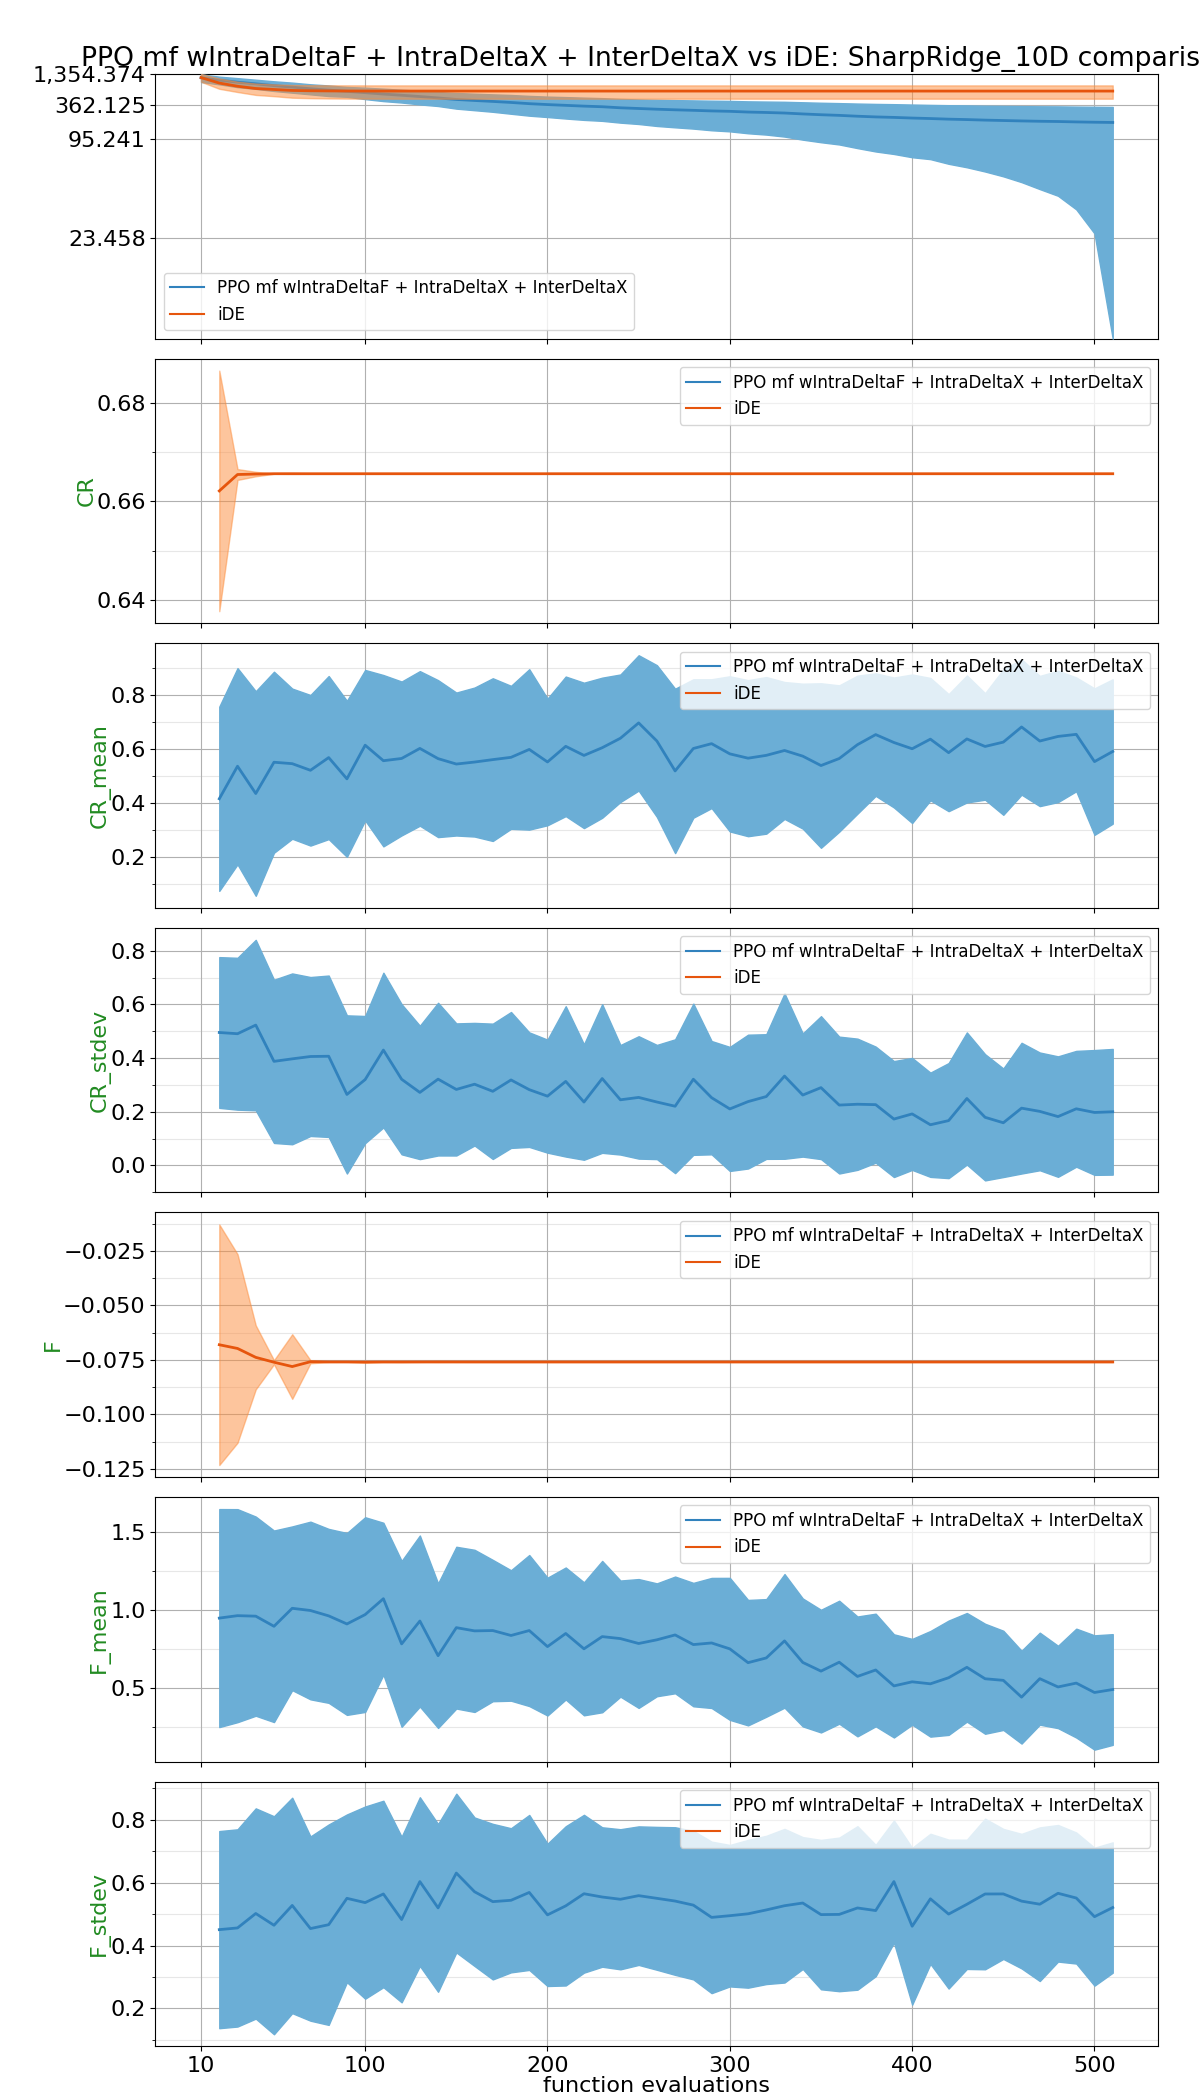 PPO mf wIntraDeltaF + IntraDeltaX + InterDeltaX vs iDE: SharpRidge_10D comparis
1,354.374
362.125
95.241
23.458
PPO mf wIntraDeltaF + IntraDeltaX + InterDeltaX
iDE
CR
0.68
0.66
0.64
PPO mf wIntraDeltaF + IntraDeltaX + InterDeltaX
iDE
CR_mean
0.8
0.6
0.4
0.2
PPO mf wIntraDeltaF + IntraDeltaX + InterDeltaX
iDE
CR_stdev
0.8
0.6
0.4
0.2
0.0
PPO mf wIntraDeltaF + IntraDeltaX + InterDeltaX
iDE
F
−0.025
−0.050
−0.075
−0.100
−0.125
PPO mf wIntraDeltaF + IntraDeltaX + InterDeltaX
iDE
F_mean
1.5
1.0
0.5
PPO mf wIntraDeltaF + IntraDeltaX + InterDeltaX
iDE
F_stdev
0.8
0.6
0.4
0.2
PPO mf wIntraDeltaF + IntraDeltaX + InterDeltaX
iDE
10 100 200 300 400 500
function evaluations